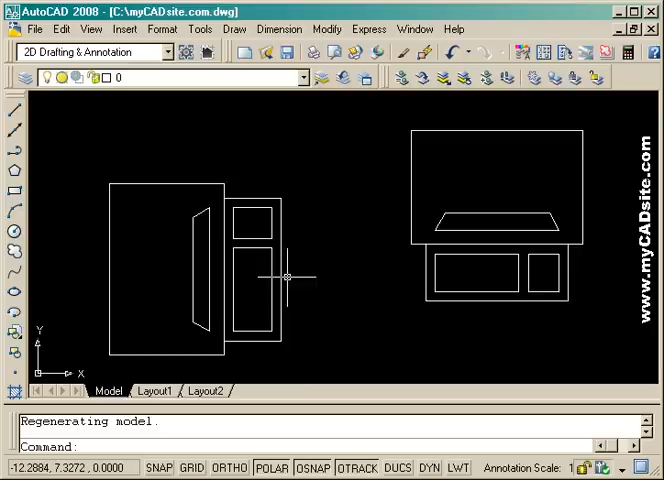 AutoCAD 2008 - [C:\myCADsite.com.dwg]
File Edit View Insert Format Tools Draw Dimension Modify Express Window Help
2D Drafting & Annotation
0
www.myCADsite.com
Y
X
Model Layout1 Layout2
Regenerating model.
Command:
-12.2884, 7.3272, 0.0000 SNAP GRID ORTHO POLAR OSNAP OTRACK DUCS DYN LWT Annotation Scale: 1